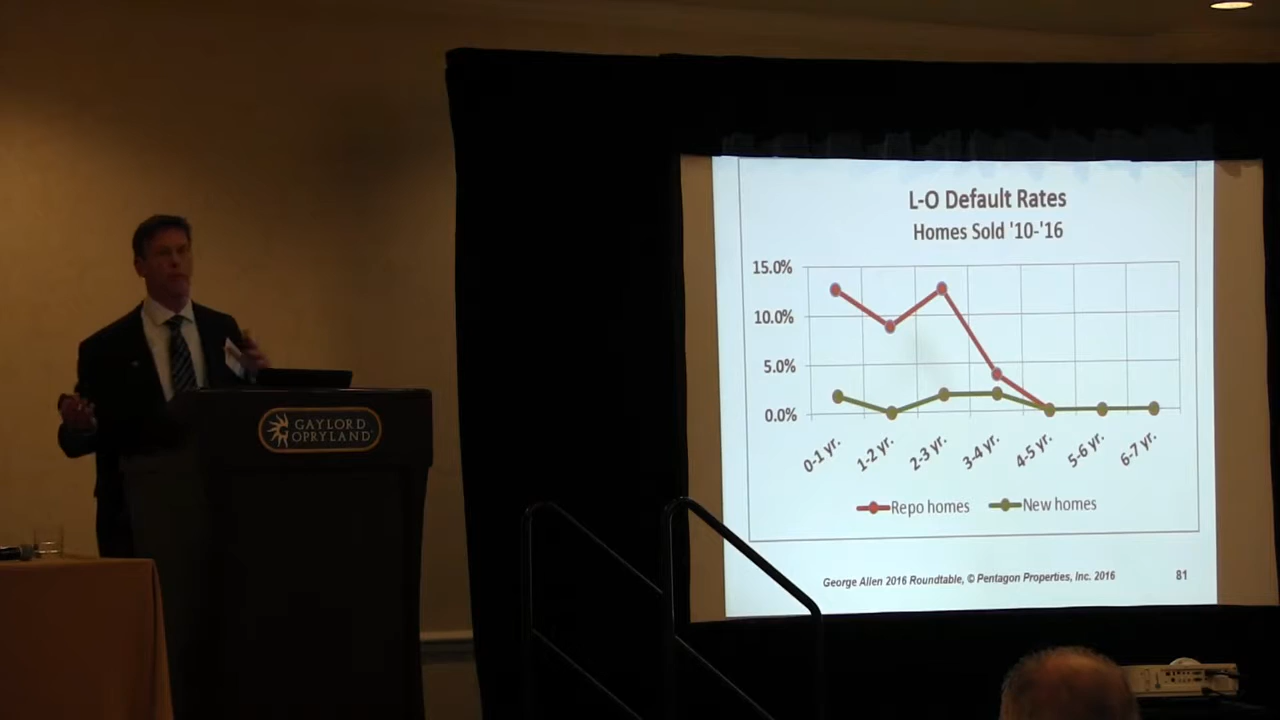 GAYLORD
OPRYLAND
L-O Default Rates
Homes Sold '10-'16
15.0%
10.0%
5.0%
0.0%
0-1 yr.
1-2 yr.
2-3 yr.
3-4 yr.
4-5 yr.
5-6 yr.
6-7 yr.
Repo homes
New homes
George Allen 2016 Roundtable, © Pentagon Properties, Inc. 2016
81